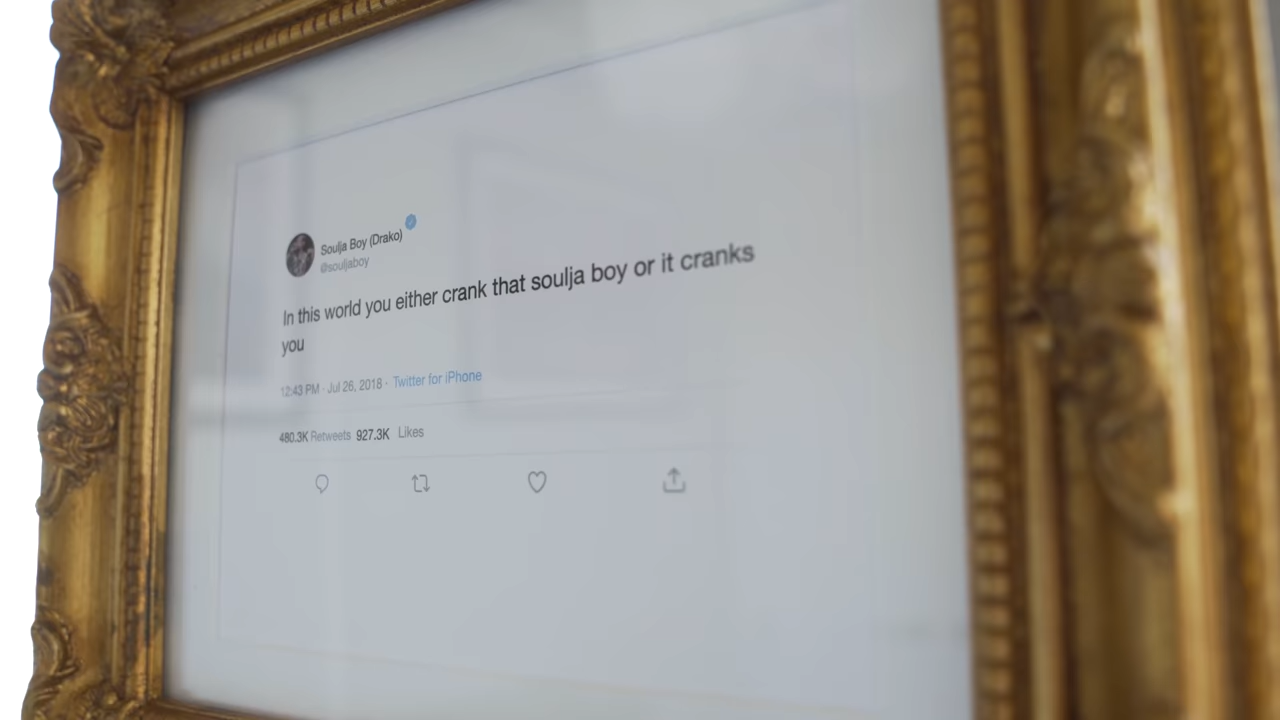 Soulja Boy (Drako)
@souljaboy
In this world you either crank that soulja boy or it cranks
you
12:43 PM · Jul 26, 2018 · Twitter for iPhone
480.3K Retweets 927.3K Likes